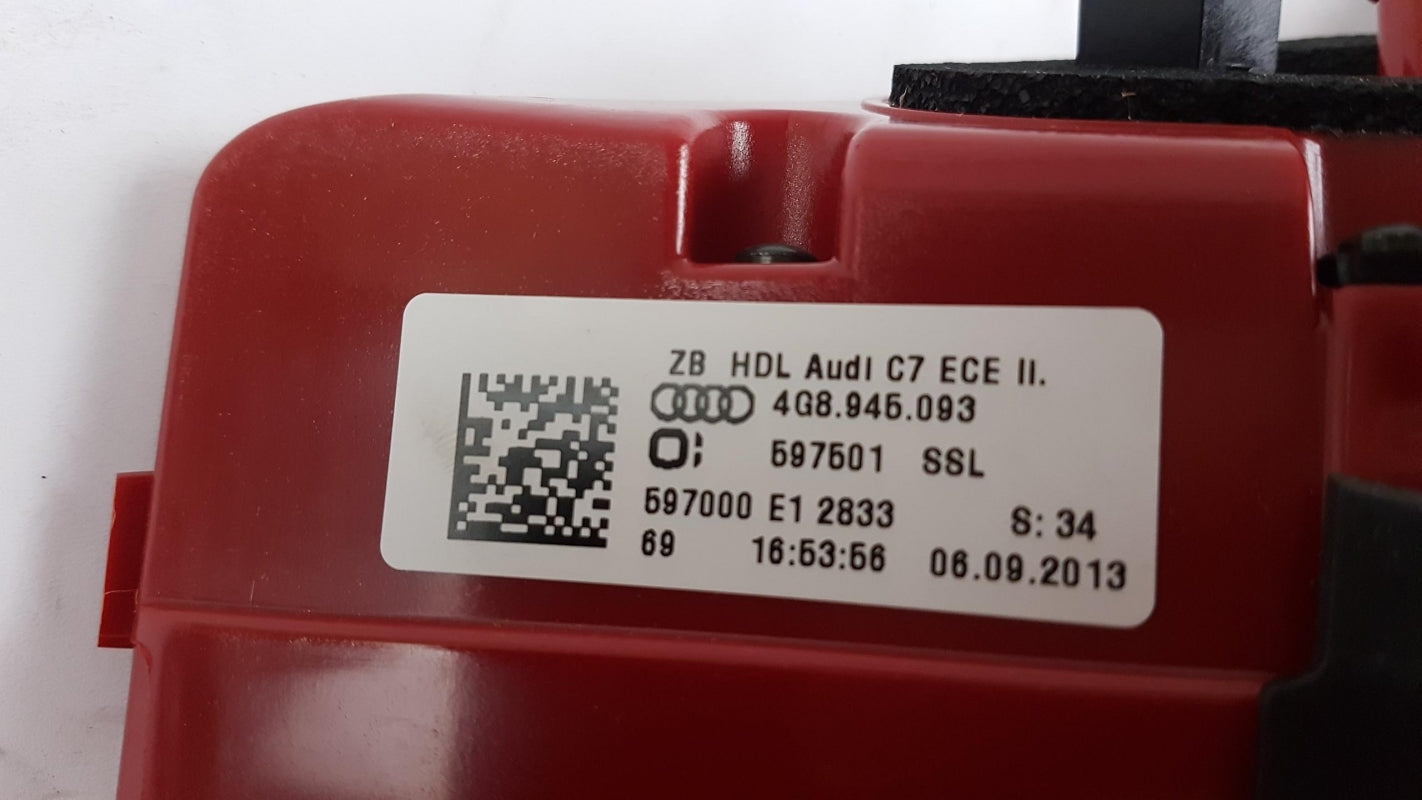 ZB HDL Audi C7 ECE II.
4G8.945.093
O: 597501 SSL
597000 E1 2833 S: 34
69 16:53:56 06.09.2013